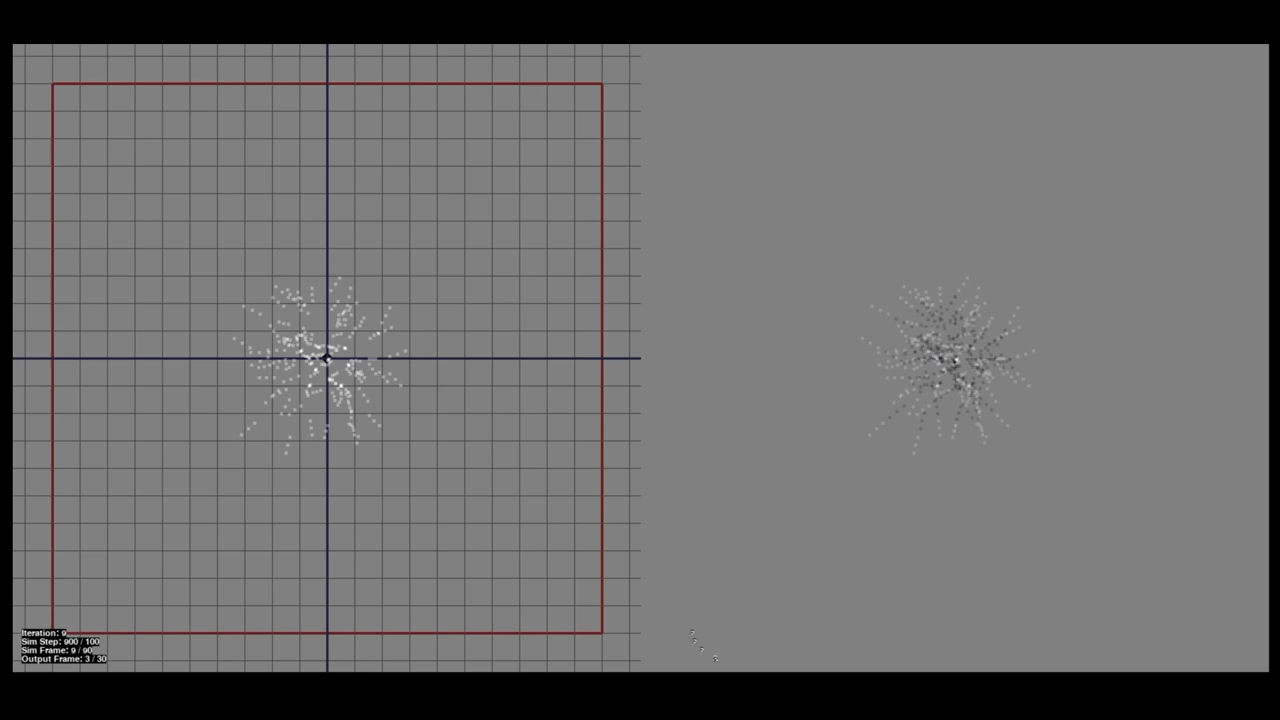 Iteration: 9
Sim Step: 900 / 100
Sim Frame: 9 / 90
Output Frame: 3 / 30